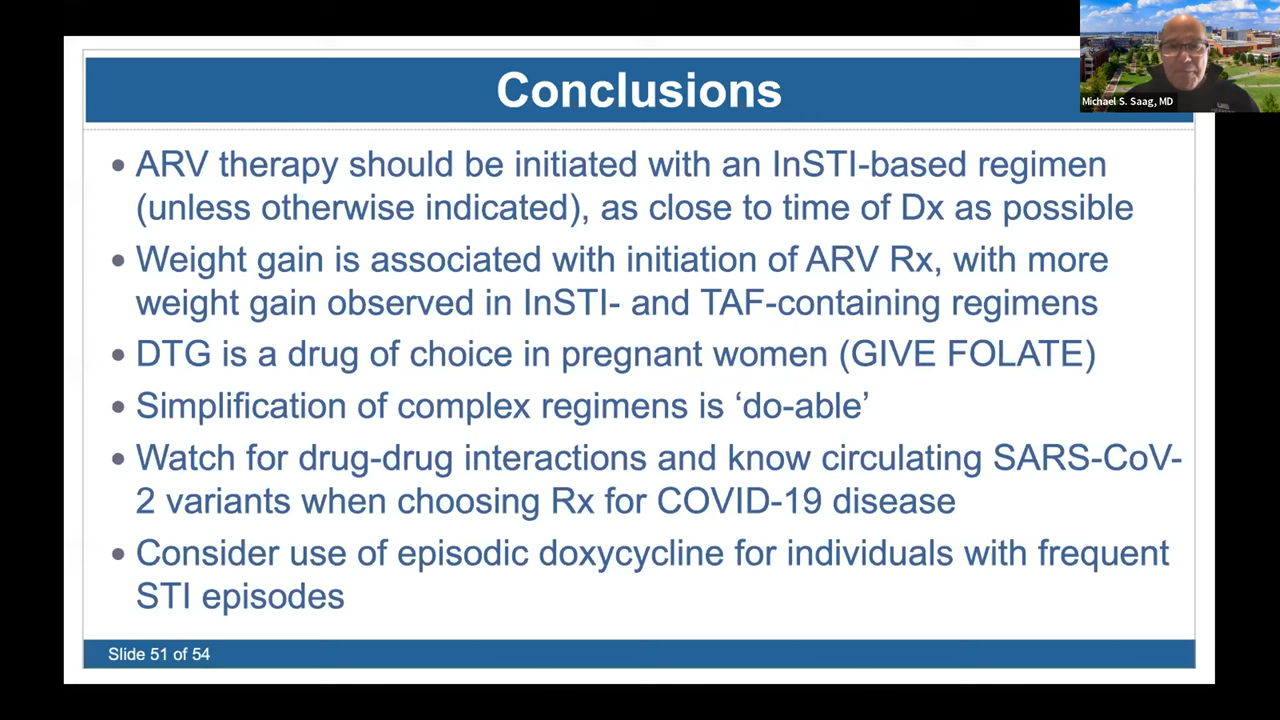 Conclusions
Michael S. Saag, MD
• ARV therapy should be initiated with an InSTI-based regimen
(unless otherwise indicated), as close to time of Dx as possible
• Weight gain is associated with initiation of ARV Rx, with more
weight gain observed in InSTI- and TAF-containing regimens
• DTG is a drug of choice in pregnant women (GIVE FOLATE)
• Simplification of complex regimens is ‘do-able’
• Watch for drug-drug interactions and know circulating SARS-CoV-
2 variants when choosing Rx for COVID-19 disease
• Consider use of episodic doxycycline for individuals with frequent
STI episodes
Slide 51 of 54